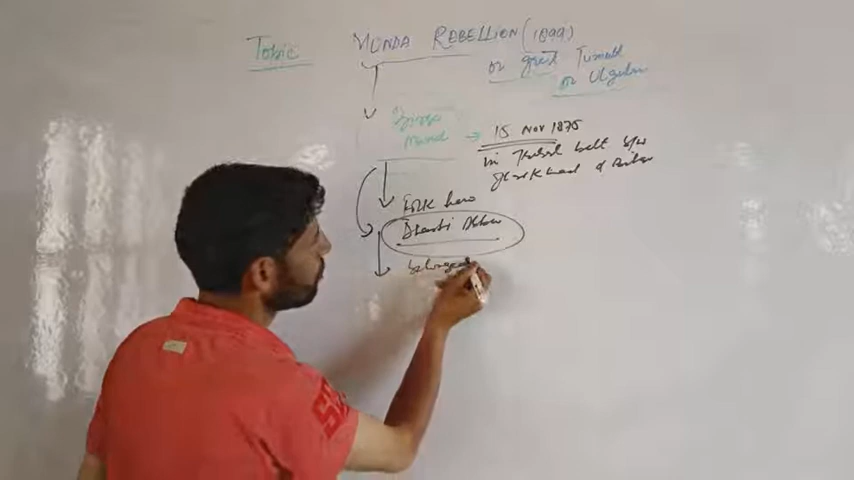 Topic
MUNDA REBELLION (1899)
or great Tumult
or Ulgulan
Birsa
Munda → 15 Nov 1875
in Tribal belt b/w
Jharkhand & Bihar
Folk hero
Dharti Abba